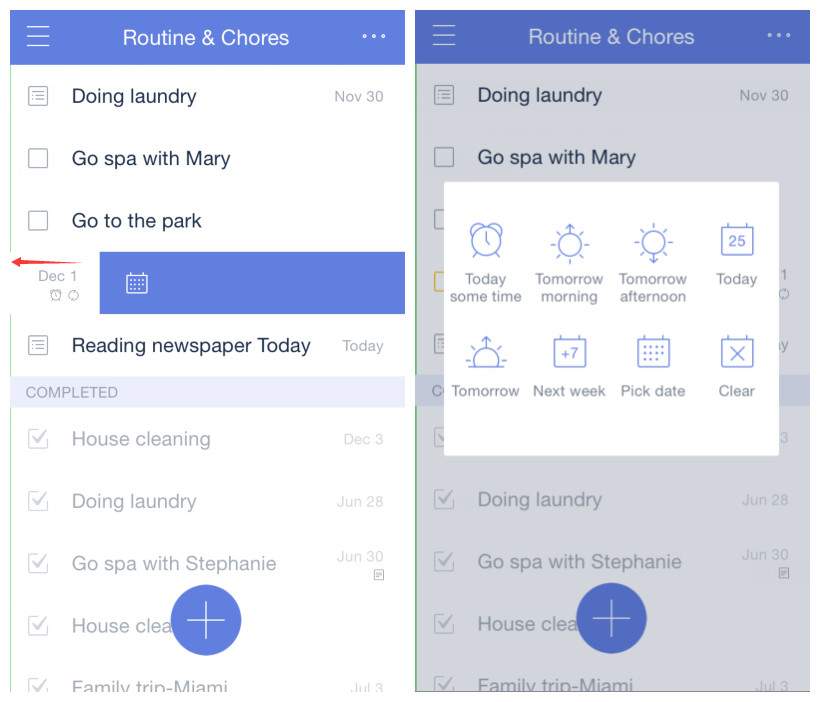 Routine & Chores
Doing laundry Nov 30
Go spa with Mary
Go to the park
Dec 1
Reading newspaper Today Today
COMPLETED
House cleaning Dec 3
Doing laundry Jun 28
Go spa with Stephanie Jun 30
House clea
Family trip-Miami Jul 3
Routine & Chores
Doing laundry Nov 30
Go spa with Mary
25
Today Tomorrow Tomorrow Today
some time morning afternoon
1
+7
y
Tomorrow Next week Pick date Clear
C
3
Doing laundry Jun 28
Go spa with Stephanie Jun 30
House clea
Family trip-Miami Jul 3